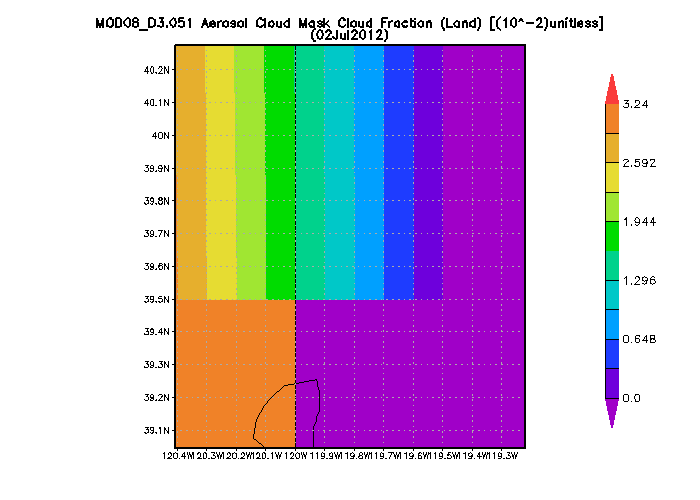 MOD08_D3.051 Aerosol Cloud Mask Cloud Fraction (Land) [(10^-2)unitless]
(02Jul2012)
40.2N
40.1N
40N
39.9N
39.8N
39.7N
39.6N
39.5N
39.4N
39.3N
39.2N
39.1N
120.4W 120.3W 120.2W 120.1W 120W 119.9W 119.8W 119.7W 119.6W 119.5W 119.4W 119.3W
3.24
2.592
1.944
1.296
0.648
0.0